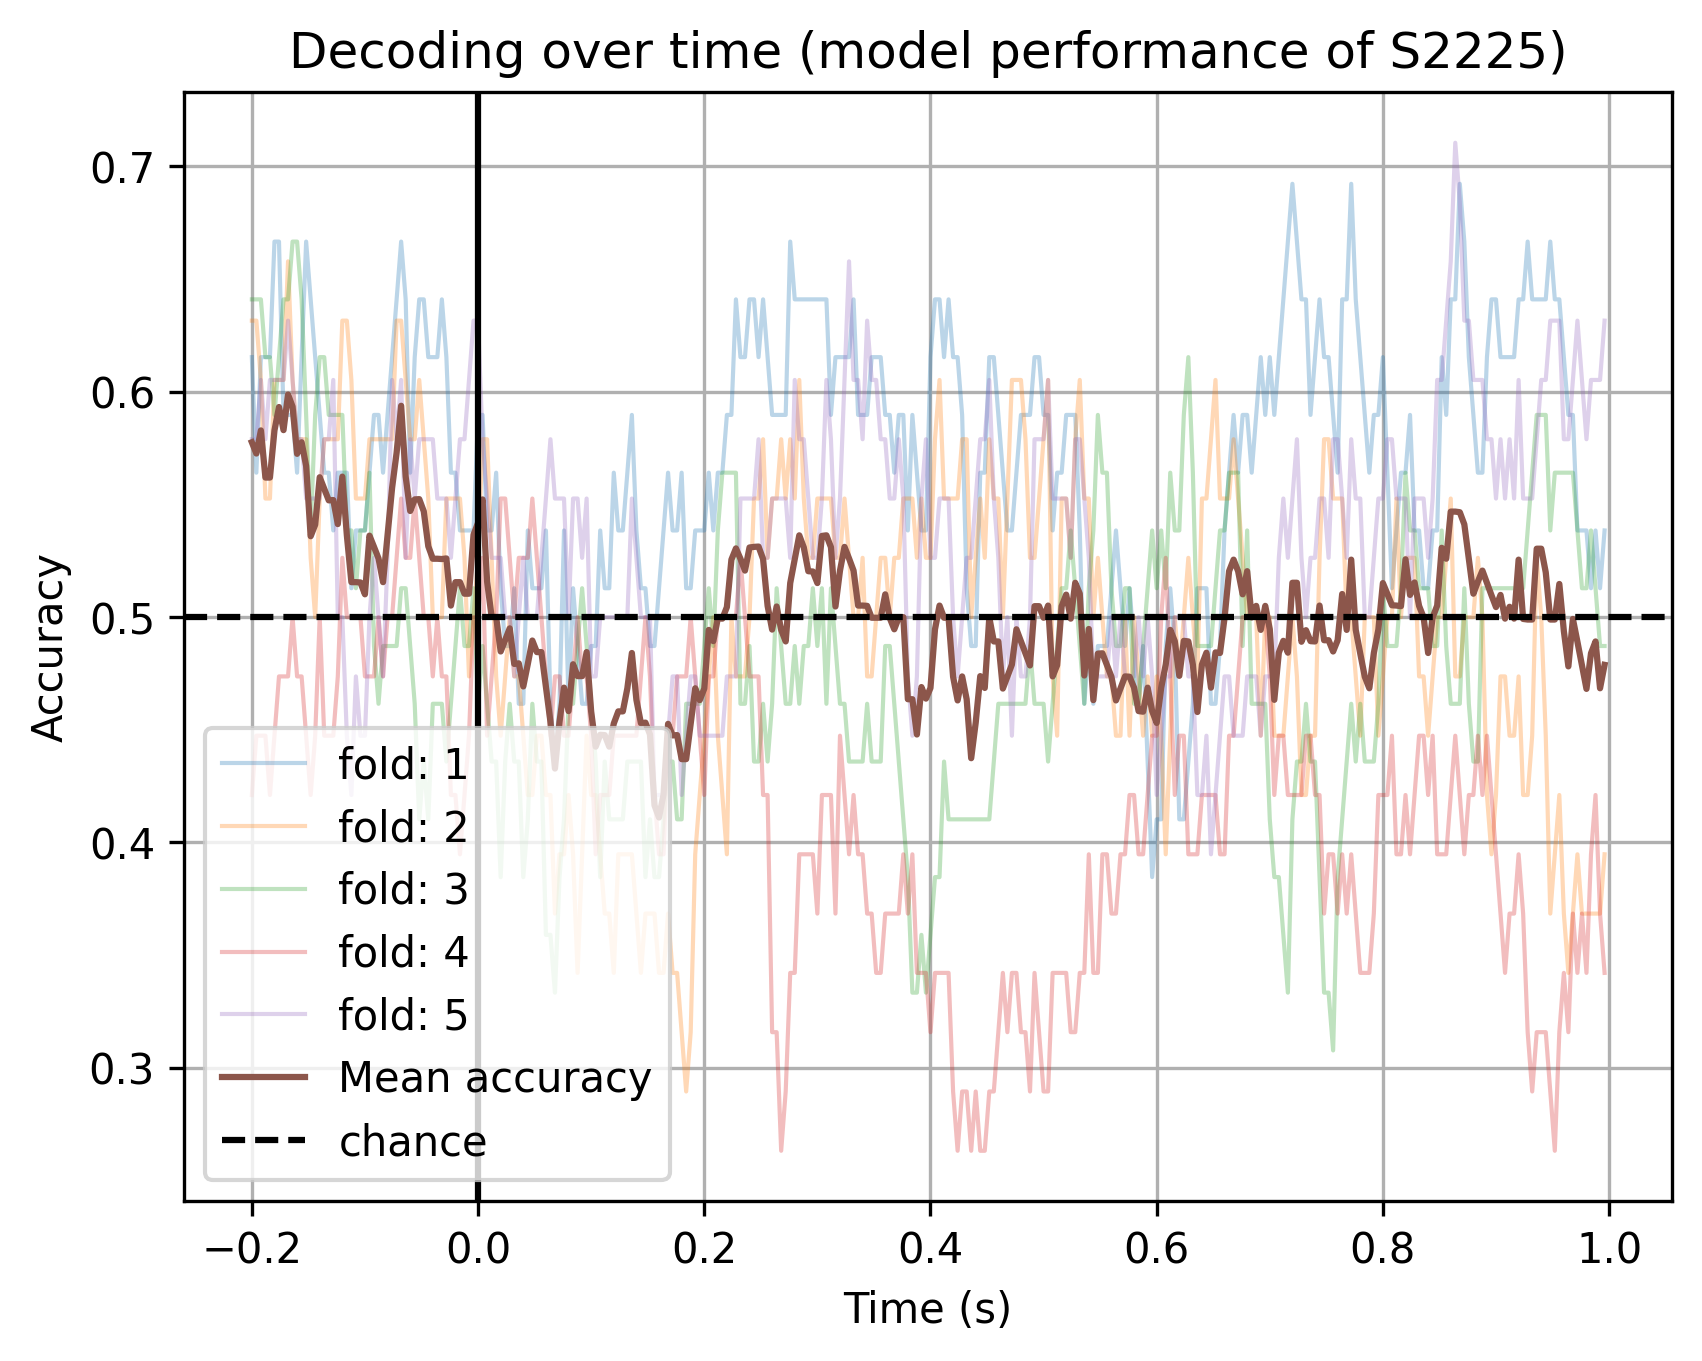 Decoding over time (model performance of S2225)
Accuracy
0.7
0.6
0.5
0.4
0.3
fold: 1
fold: 2
fold: 3
fold: 4
fold: 5
Mean accuracy
chance
−0.2 0.0 0.2 0.4 0.6 0.8 1.0
Time (s)